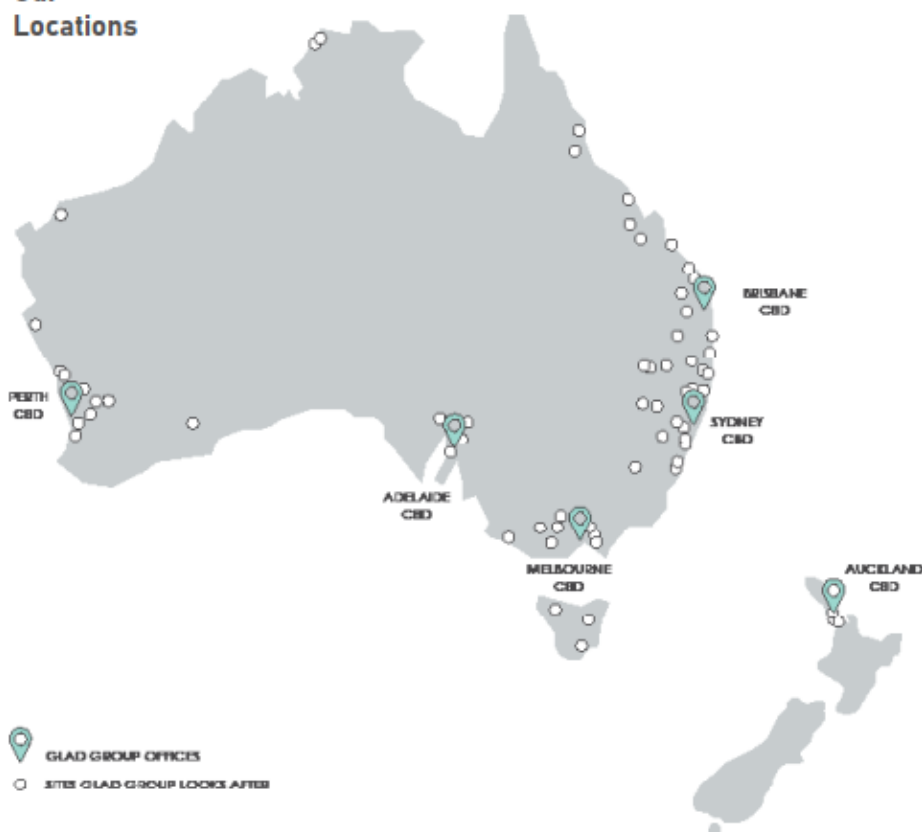 Our
Locations
BRISBANE
CBD
PERTH
CBD
SYDNEY
CBD
ADELAIDE
CBD
MELBOURNE
CBD
AUCKLAND
CBD
GLAD GROUP OFFICES
SITES GLAD GROUP LOOKS AFTER